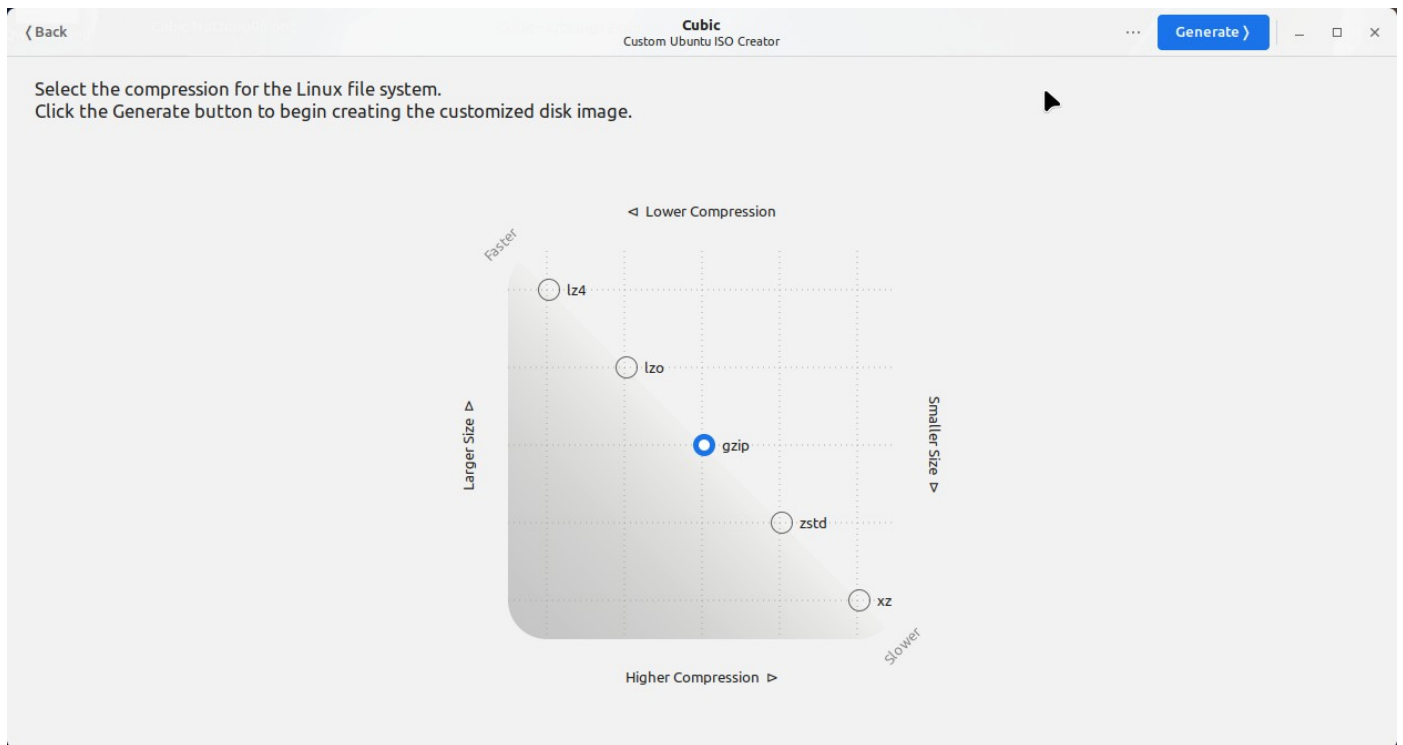 ⟨ Back
Cubic
Custom Ubuntu ISO Creator
...
Generate ⟩
Select the compression for the Linux file system.
Click the Generate button to begin creating the customized disk image.
⊲ Lower Compression
Faster
lz4
lzo
Larger Size ⊳
gzip
Smaller Size ⊳
zstd
xz
Slower
Higher Compression ⊳